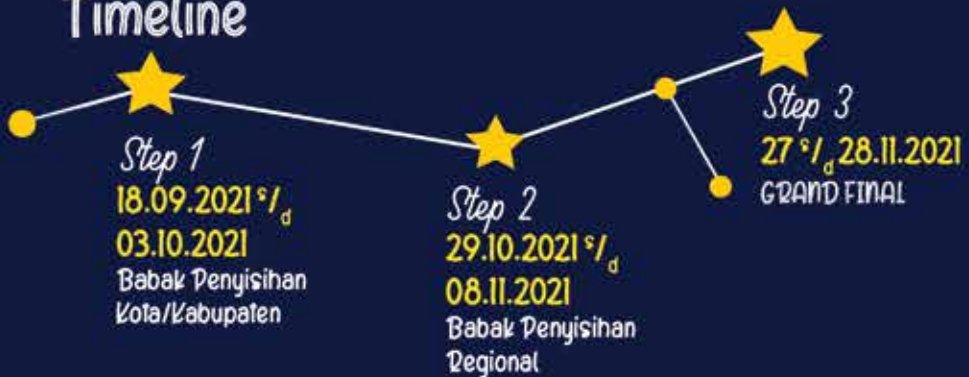 Timeline
Step 1
18.09.2021 s/d
03.10.2021
Babak Penyisihan
Kota/Kabupaten
Step 2
29.10.2021 s/d
08.11.2021
Babak Penyisihan
Regional
Step 3
27 s/d 28.11.2021
GRAND FINAL